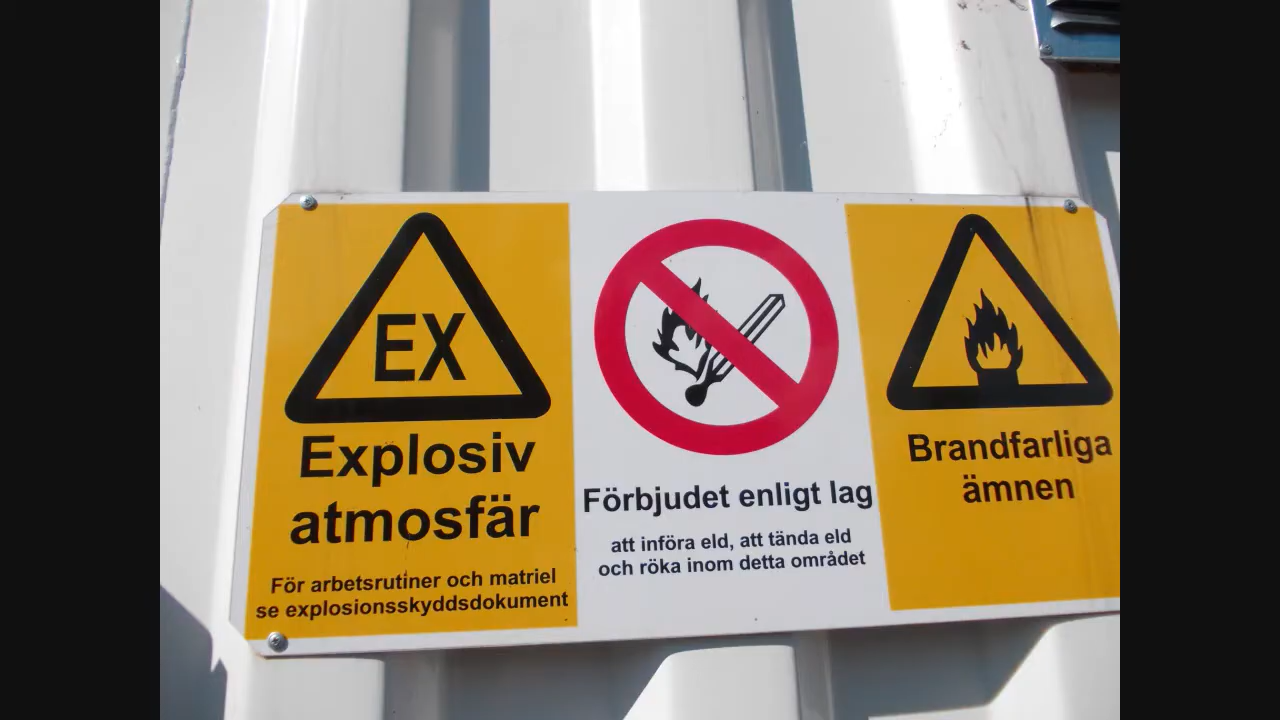 EX
Explosiv
atmosfär
För arbetsrutiner och matriel
se explosionsskyddsdokument
Förbjudet enligt lag
att införa eld, att tända eld
och röka inom detta området
Brandfarliga
ämnen